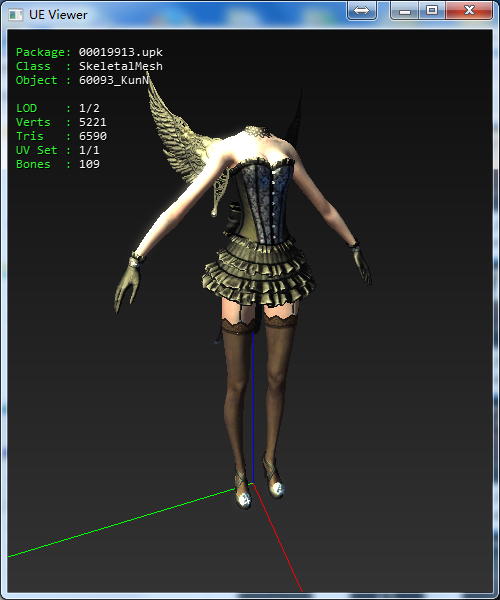 UE Viewer
Package: 00019913.upk
Class  : SkeletalMesh
Object : 60093_KunN
LOD    : 1/2
Verts  : 5221
Tris   : 6590
UV Set : 1/1
Bones  : 109